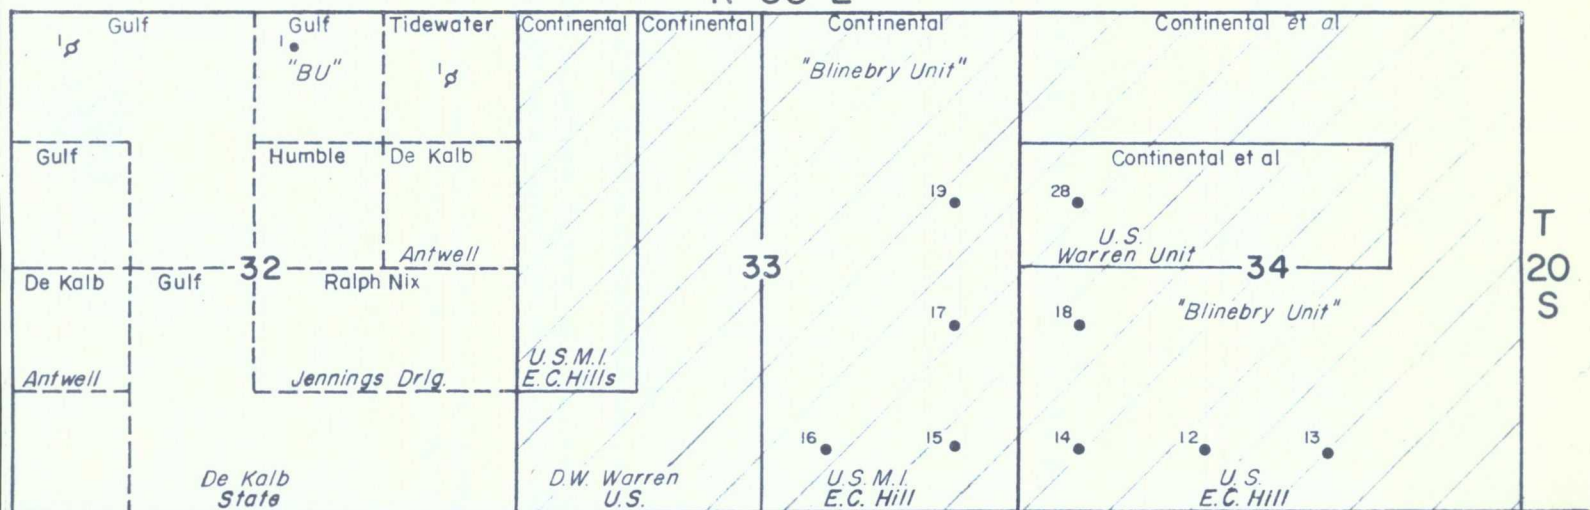 Gulf
1
Gulf
1
"BU"
Tidewater
1
Continental
Continental
Continental
"Blinebry Unit"
Continental et al
Gulf
Humble
De Kalb
Antwell
Continental et al
19
28
U.S.
Warren Unit
32
33
34
T
20
S
De Kalb
Gulf
Ralph Nix
"Blinebry Unit"
17
18
Antwell
Jennings Drlg.
U.S.M.I.
E.C. Hills
16
15
14
12
13
De Kalb
State
D.W. Warren
U.S.
U.S.M.I.
E.C. Hill
U.S.
E.C. Hill